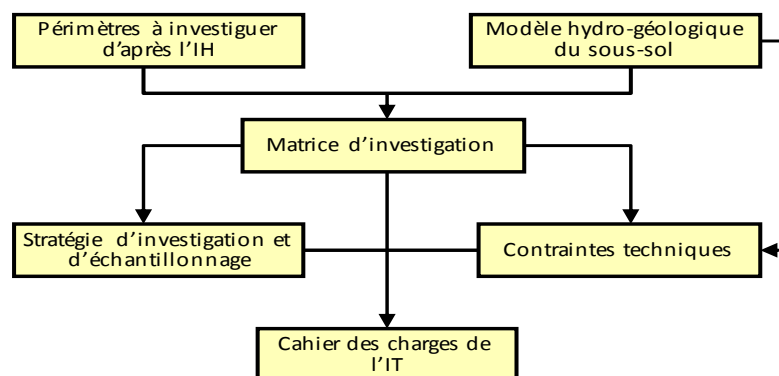 Périmètres à investiguer
d'après l'IH
Modèle hydro-géologique
du sous-sol
Matrice d'investigation
Stratégie d'investigation et
d'échantillonnage
Contraintes techniques
Cahier des charges de
l'IT